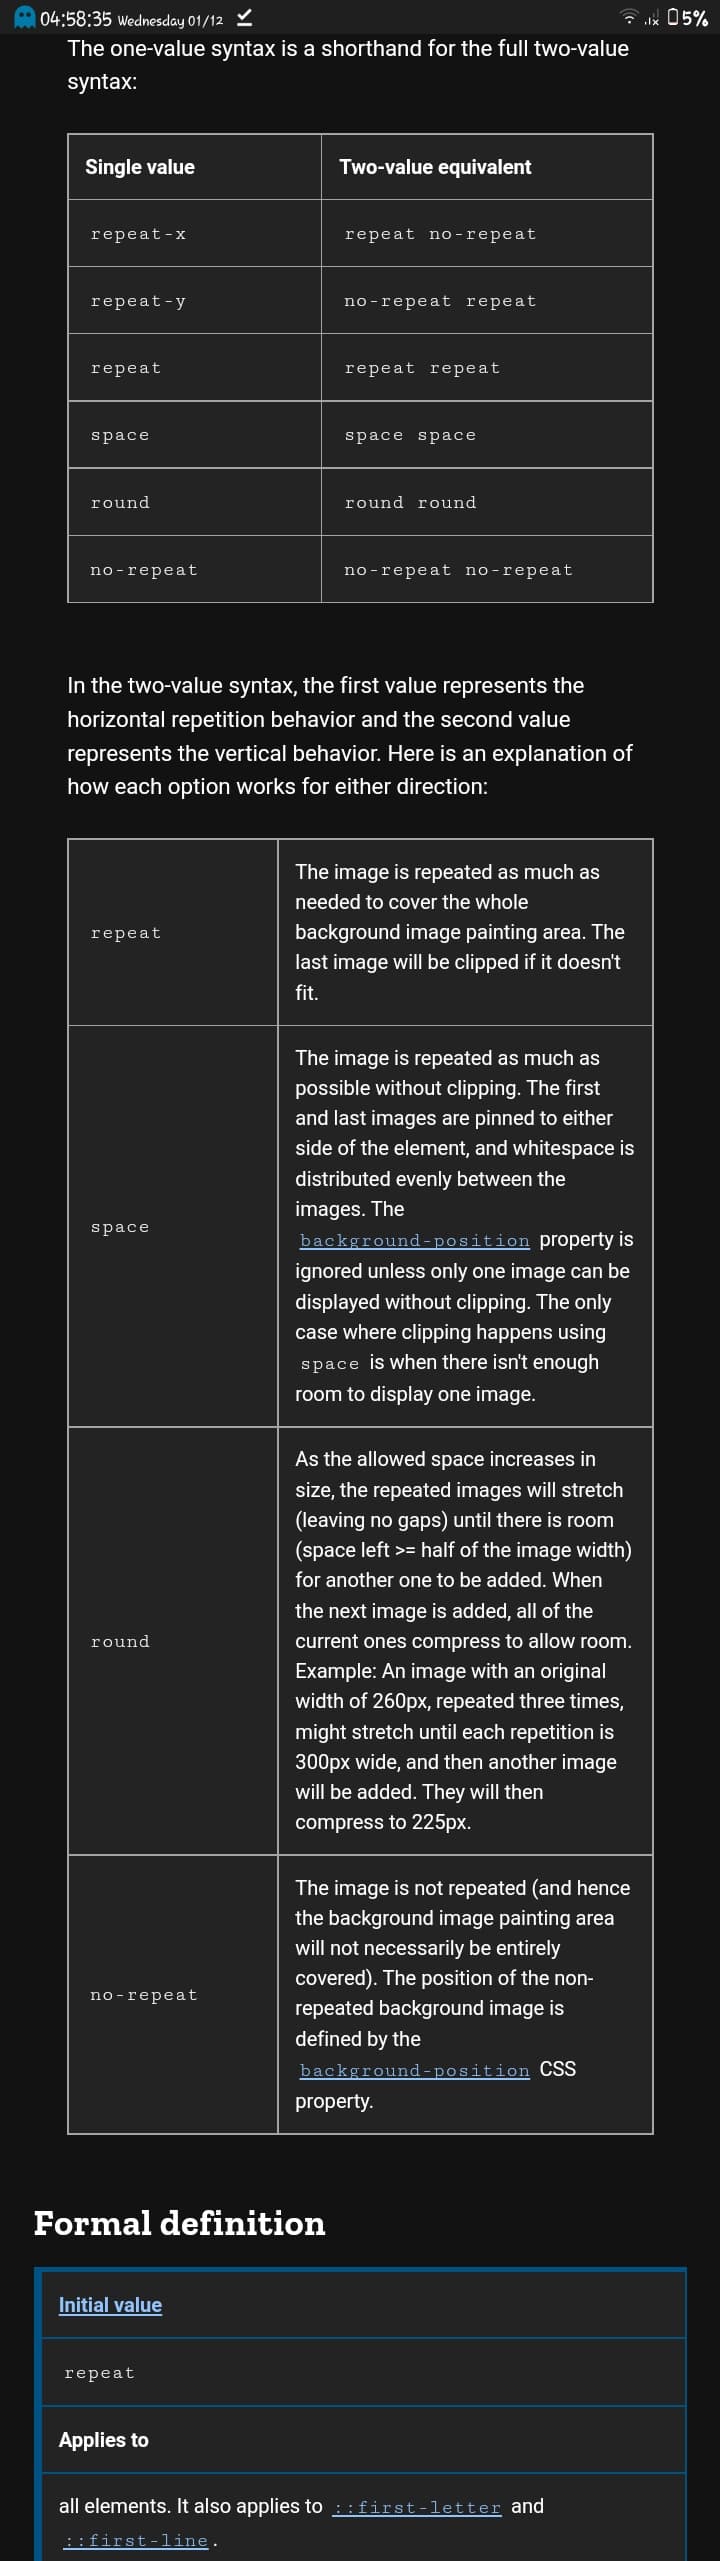 04:58:35 Wednesday 01/12 5%
The one-value syntax is a shorthand for the full two-value
syntax:
Single value Two-value equivalent
repeat-x repeat no-repeat
repeat-y no-repeat repeat
repeat repeat repeat
space space space
round round round
no-repeat no-repeat no-repeat
In the two-value syntax, the first value represents the
horizontal repetition behavior and the second value
represents the vertical behavior. Here is an explanation of
how each option works for either direction:
repeat
The image is repeated as much as
needed to cover the whole
background image painting area. The
last image will be clipped if it doesn't
fit.
space
The image is repeated as much as
possible without clipping. The first
and last images are pinned to either
side of the element, and whitespace is
distributed evenly between the
images. The
background-position property is
ignored unless only one image can be
displayed without clipping. The only
case where clipping happens using
space is when there isn't enough
room to display one image.
round
As the allowed space increases in
size, the repeated images will stretch
(leaving no gaps) until there is room
(space left >= half of the image width)
for another one to be added. When
the next image is added, all of the
current ones compress to allow room.
Example: An image with an original
width of 260px, repeated three times,
might stretch until each repetition is
300px wide, and then another image
will be added. They will then
compress to 225px.
no-repeat
The image is not repeated (and hence
the background image painting area
will not necessarily be entirely
covered). The position of the non-
repeated background image is
defined by the
background-position CSS
property.
Formal definition
Initial value
repeat
Applies to
all elements. It also applies to ::first-letter and
::first-line.